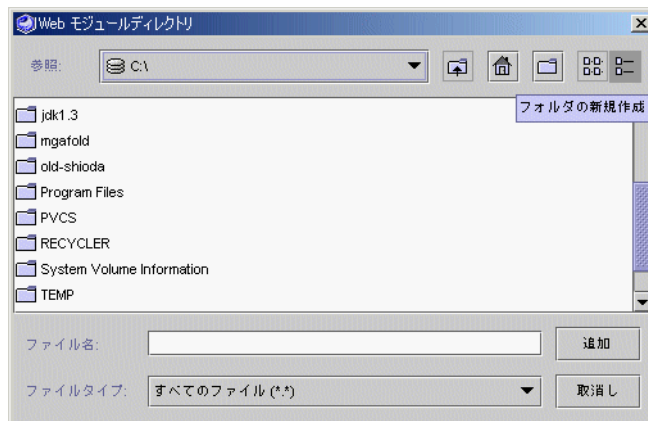 Web モジュールディレクトリ
参照: C:\
フォルダの新規作成
jdk1.3
mgafold
old-shioda
Program Files
PVCS
RECYCLER
System Volume Information
TEMP
ファイル名: 追加
ファイルタイプ: すべてのファイル (*.*) 取消し